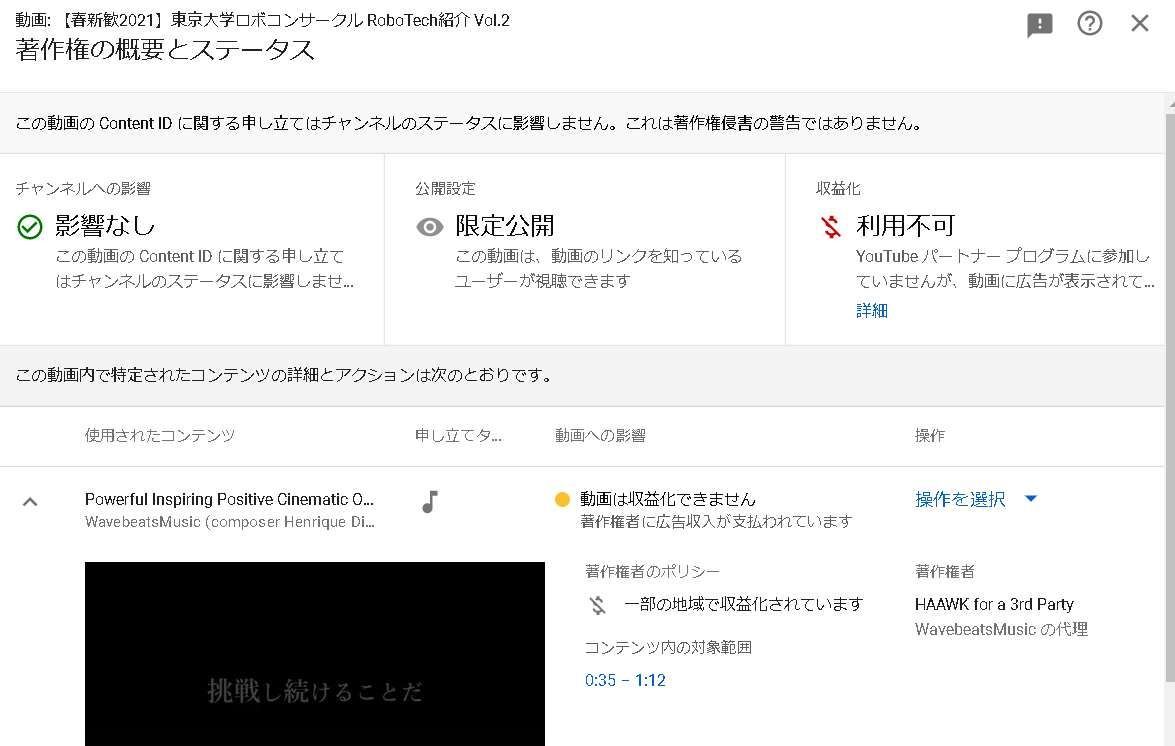 動画: 【春新歓2021】東京大学ロボコンサークル RoboTech紹介 Vol.2
著作権の概要とステータス
この動画の Content ID に関する申し立てはチャンネルのステータスに影響しません。これは著作権侵害の警告ではありません。
チャンネルへの影響
影響なし
この動画の Content ID に関する申し立て
はチャンネルのステータスに影響しませ...
公開設定
限定公開
この動画は、動画のリンクを知っている
ユーザーが視聴できます
収益化
利用不可
YouTube パートナー プログラムに参加し
ていませんが、動画に広告が表示されて...
詳細
この動画内で特定されたコンテンツの詳細とアクションは次のとおりです。
使用されたコンテンツ
申し立てタ...
動画への影響
操作
Powerful Inspiring Positive Cinematic O...
WavebeatsMusic (composer Henrique Di...
動画は収益化できません
著作権者に広告収入が支払われています
操作を選択
挑戦し続けることだ
著作権者のポリシー
一部の地域で収益化されています
コンテンツ内の対象範囲
0:35 – 1:12
著作権者
HAAWK for a 3rd Party
WavebeatsMusic の代理